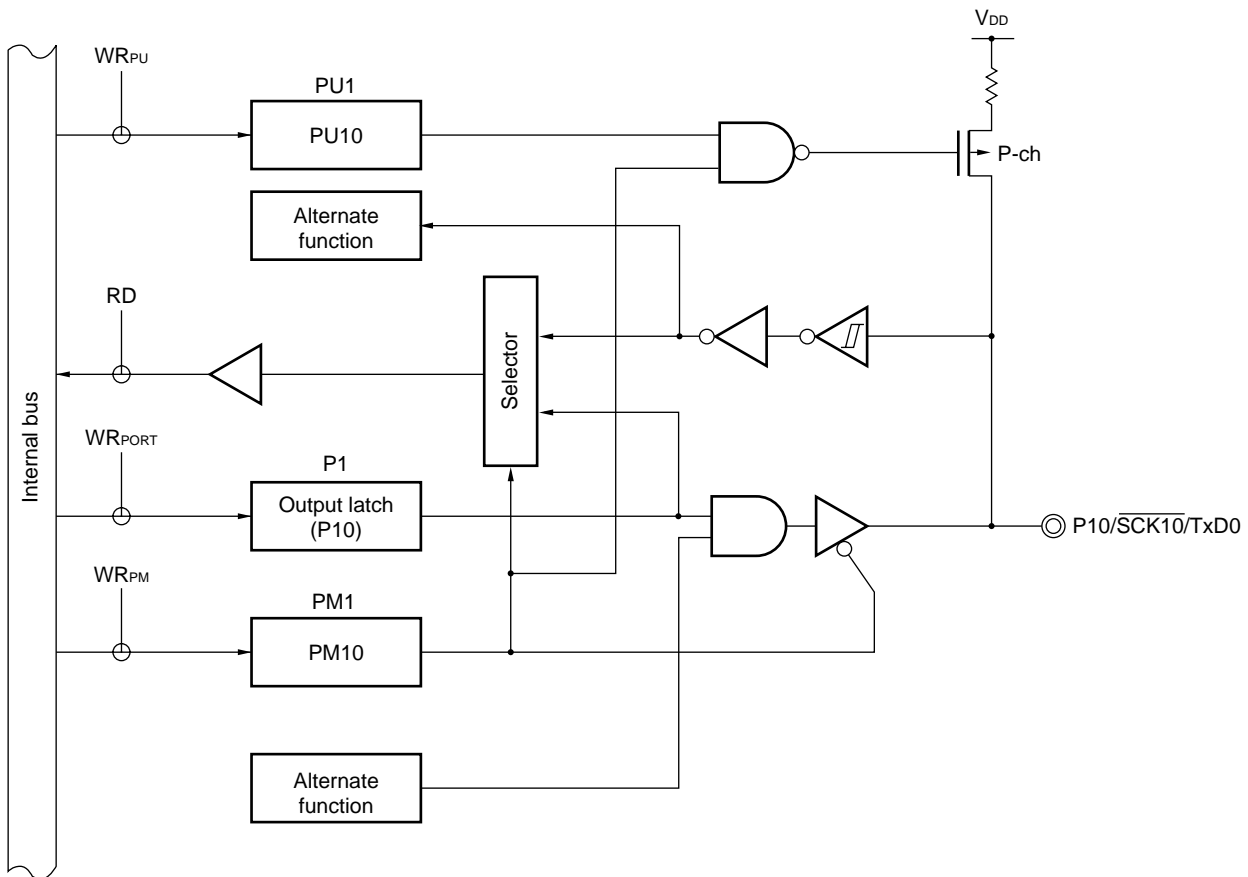 VDD
WRPU
PU1
PU10
P-ch
Alternate
function
RD
Selector
Internal bus
WRPORT
P1
Output latch
(P10)
P10/SCK10/TxD0
WRPM
PM1
PM10
Alternate
function